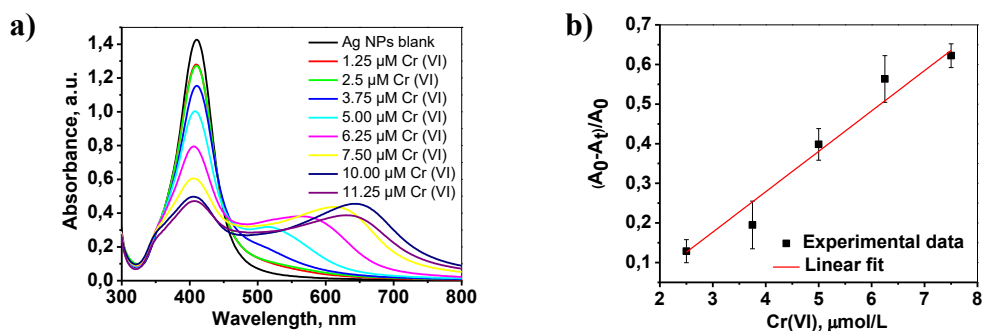 a)
Absorbance, a.u.
1,4
1,2
1,0
0,8
0,6
0,4
0,2
0,0
300 400 500 600 700 800
Wavelength, nm
Ag NPs blank
1.25 µM Cr (VI)
2.5 µM Cr (VI)
3.75 µM Cr (VI)
5.00 µM Cr (VI)
6.25 µM Cr (VI)
7.50 µM Cr (VI)
10.00 µM Cr (VI)
11.25 µM Cr (VI)
b)
(A0-At)/A0
0,7
0,6
0,5
0,4
0,3
0,2
0,1
2 3 4 5 6 7 8
Cr(VI), µmol/L
Experimental data
Linear fit